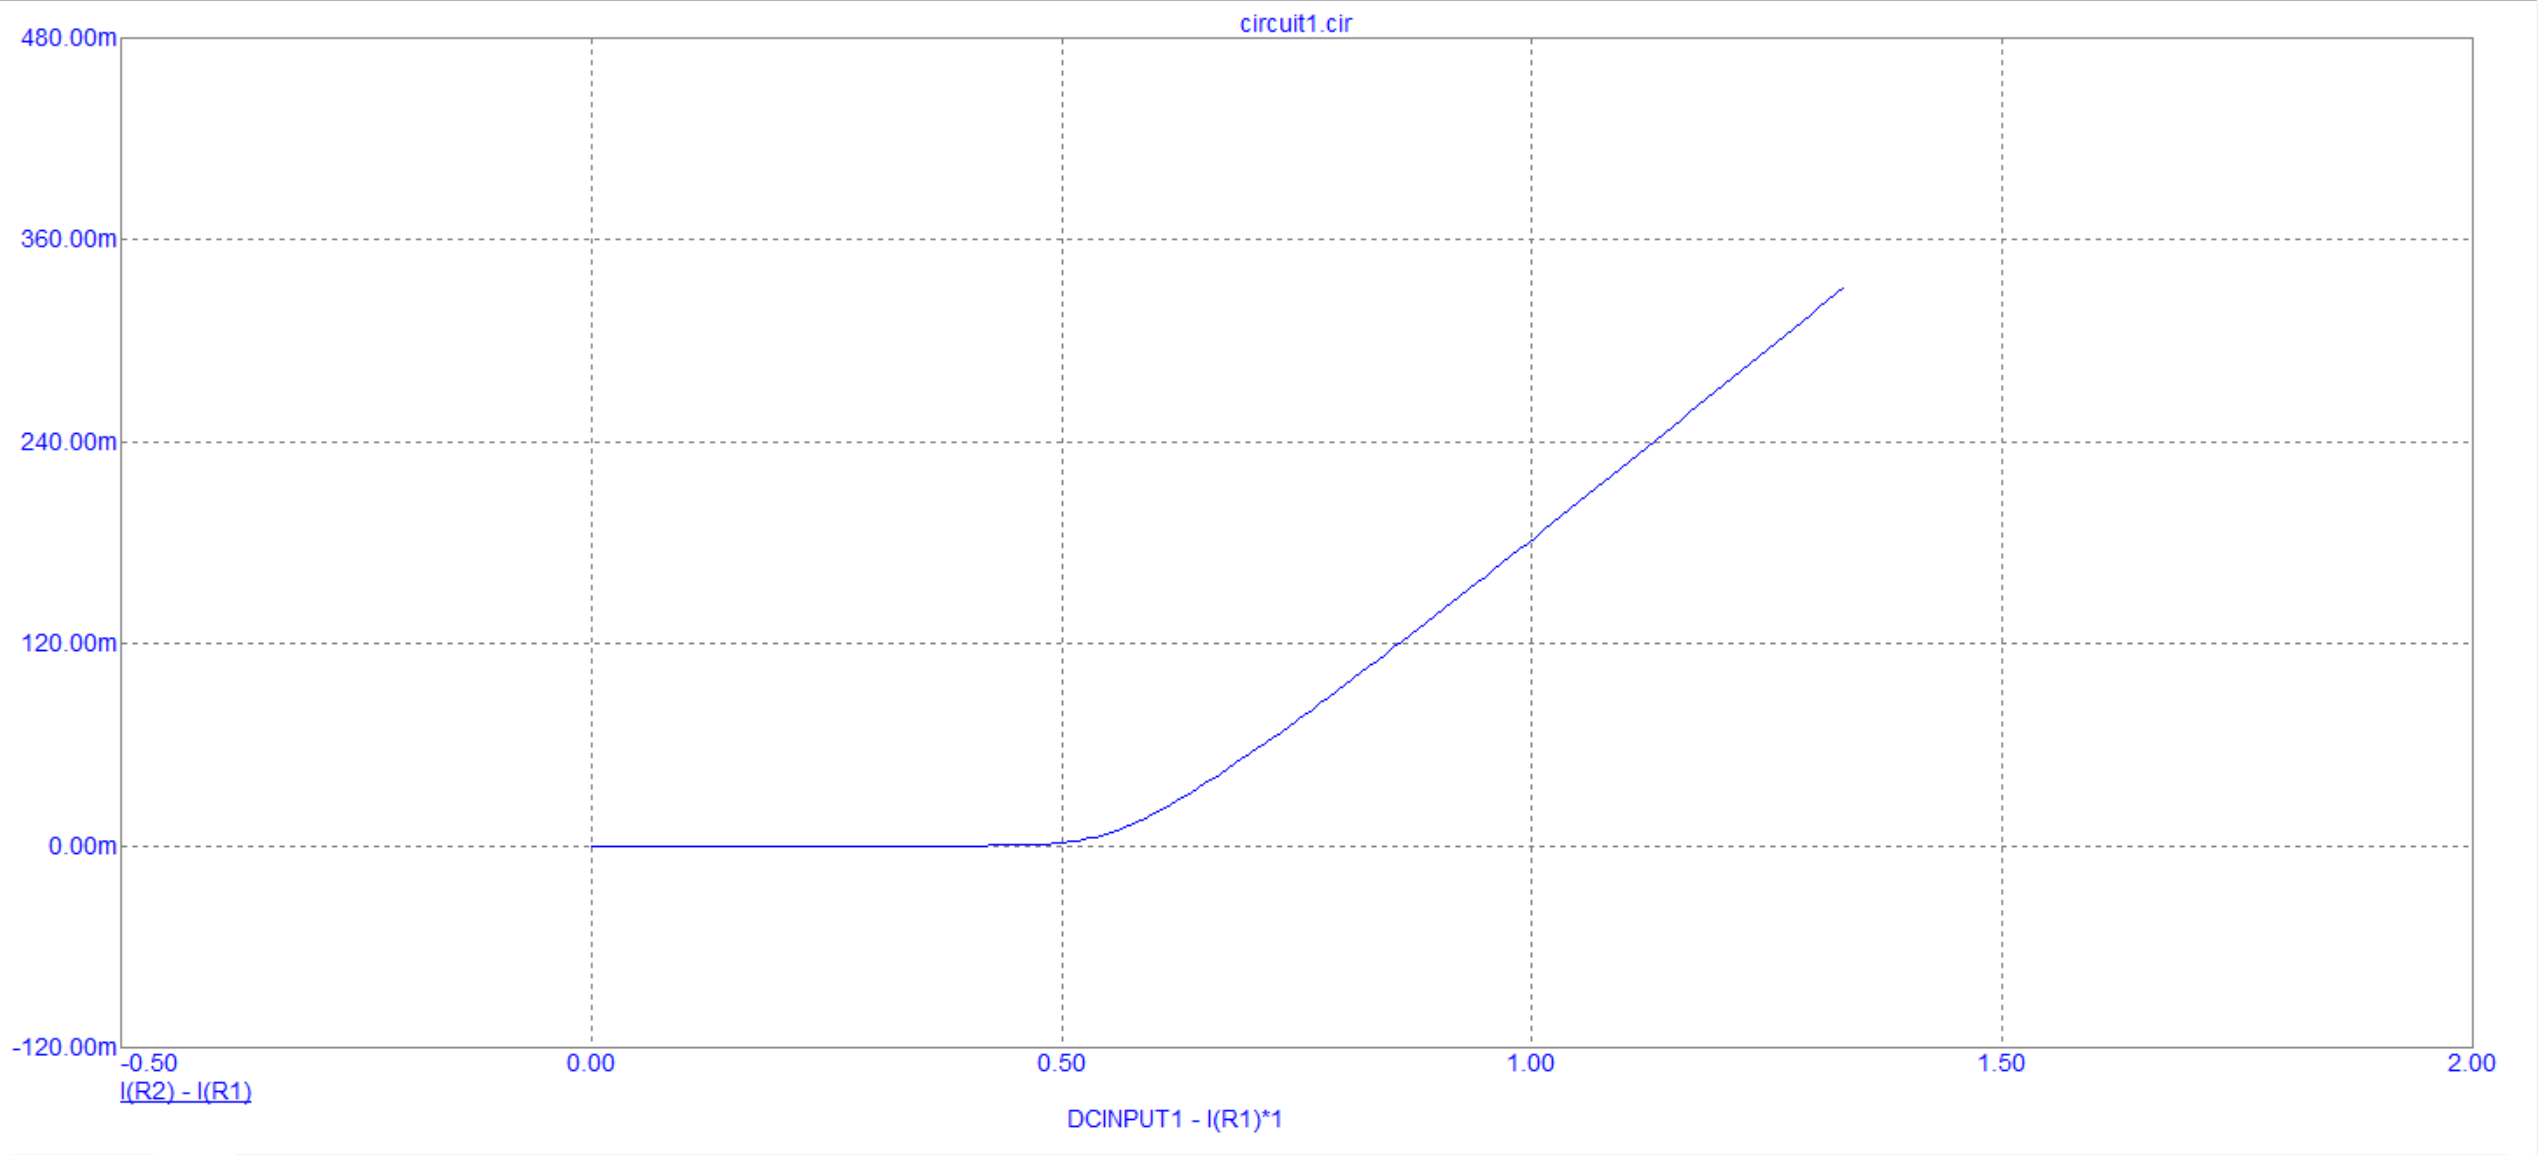 circuit1.cir
480.00m
360.00m
240.00m
120.00m
0.00m
-120.00m
-0.50 0.00 0.50 1.00 1.50 2.00
I(R2) - I(R1)
DCINPUT1 - I(R1)*1